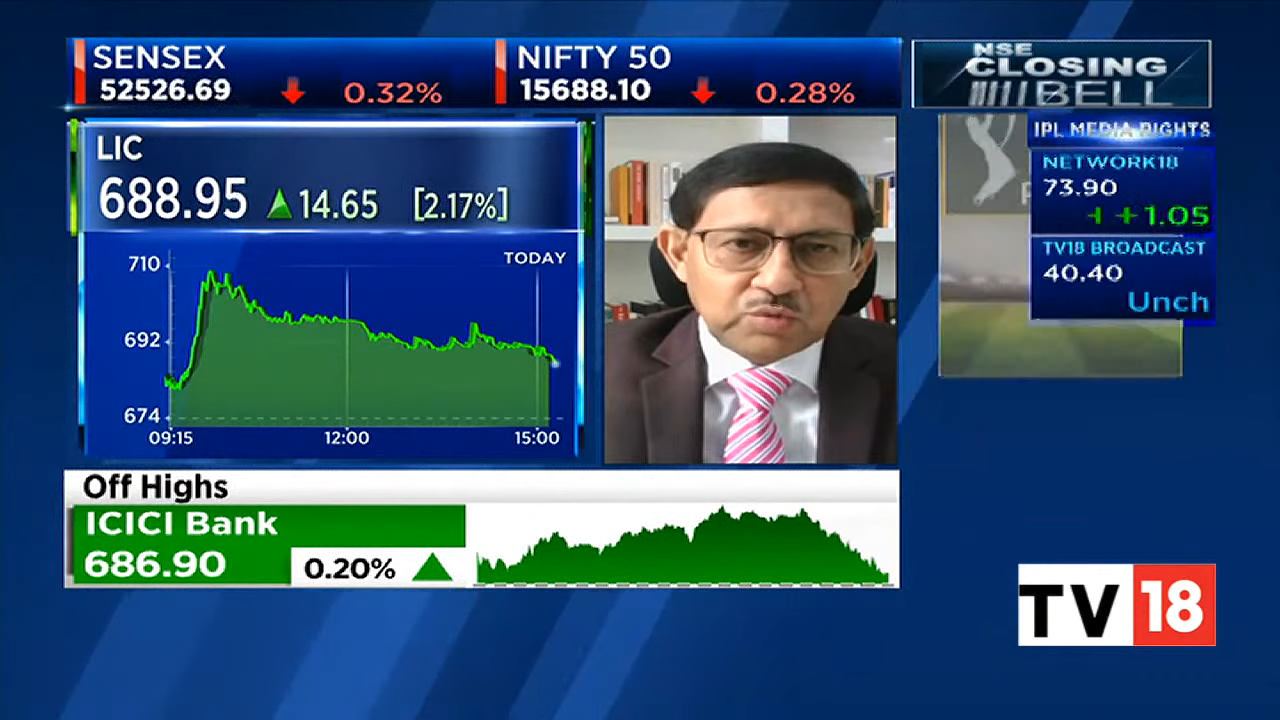 SENSEX
52526.69 0.32%
NIFTY 50
15688.10 0.28%
NSE
CLOSING
BELL
LIC
688.95 14.65 [2.17%]
TODAY
710
692
674
09:15 12:00 15:00
IPL MEDIA RIGHTS
NETWORK18
73.90
+1.05
TV18 BROADCAST
40.40
Unch
Off Highs
ICICI Bank
686.90 0.20%
TV18